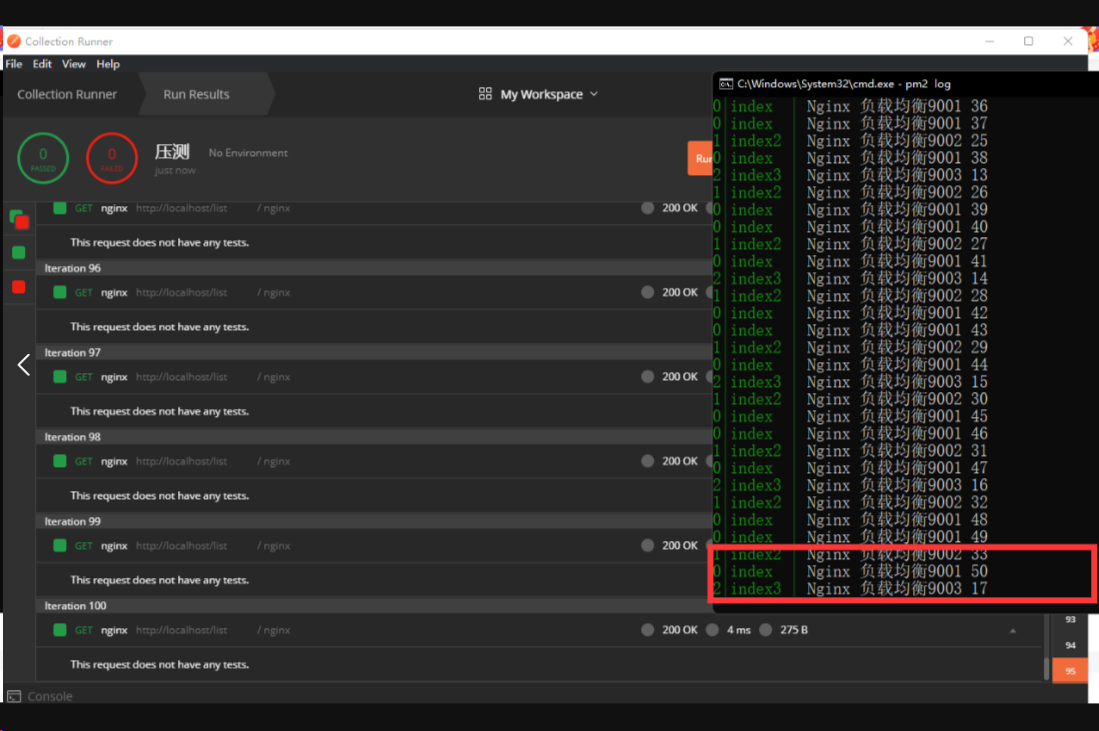 Collection Runner
File Edit View Help
Collection Runner
Run Results
My Workspace
0
PASSED
0
FAILED
压测
No Environment
just now
Run
GET nginx http://localhost/list / nginx
200 OK
This request does not have any tests.
Iteration 96
GET nginx http://localhost/list / nginx
200 OK
This request does not have any tests.
Iteration 97
GET nginx http://localhost/list / nginx
200 OK
This request does not have any tests.
Iteration 98
GET nginx http://localhost/list / nginx
200 OK
This request does not have any tests.
Iteration 99
GET nginx http://localhost/list / nginx
200 OK
This request does not have any tests.
Iteration 100
GET nginx http://localhost/list / nginx
200 OK 4 ms 275 B
This request does not have any tests.
93
94
95
Console
C:\Windows\System32\cmd.exe - pm2 log
0 index Nginx 负载均衡9001 36
0 index Nginx 负载均衡9001 37
1 index2 Nginx 负载均衡9002 25
0 index Nginx 负载均衡9001 38
2 index3 Nginx 负载均衡9003 13
1 index2 Nginx 负载均衡9002 26
0 index Nginx 负载均衡9001 39
0 index Nginx 负载均衡9001 40
1 index2 Nginx 负载均衡9002 27
0 index Nginx 负载均衡9001 41
2 index3 Nginx 负载均衡9003 14
1 index2 Nginx 负载均衡9002 28
0 index Nginx 负载均衡9001 42
0 index Nginx 负载均衡9001 43
1 index2 Nginx 负载均衡9002 29
0 index Nginx 负载均衡9001 44
2 index3 Nginx 负载均衡9003 15
1 index2 Nginx 负载均衡9002 30
0 index Nginx 负载均衡9001 45
0 index Nginx 负载均衡9001 46
1 index2 Nginx 负载均衡9002 31
0 index Nginx 负载均衡9001 47
2 index3 Nginx 负载均衡9003 16
1 index2 Nginx 负载均衡9002 32
0 index Nginx 负载均衡9001 48
0 index Nginx 负载均衡9001 49
1 index2 Nginx 负载均衡9002 33
0 index Nginx 负载均衡9001 50
2 index3 Nginx 负载均衡9003 17